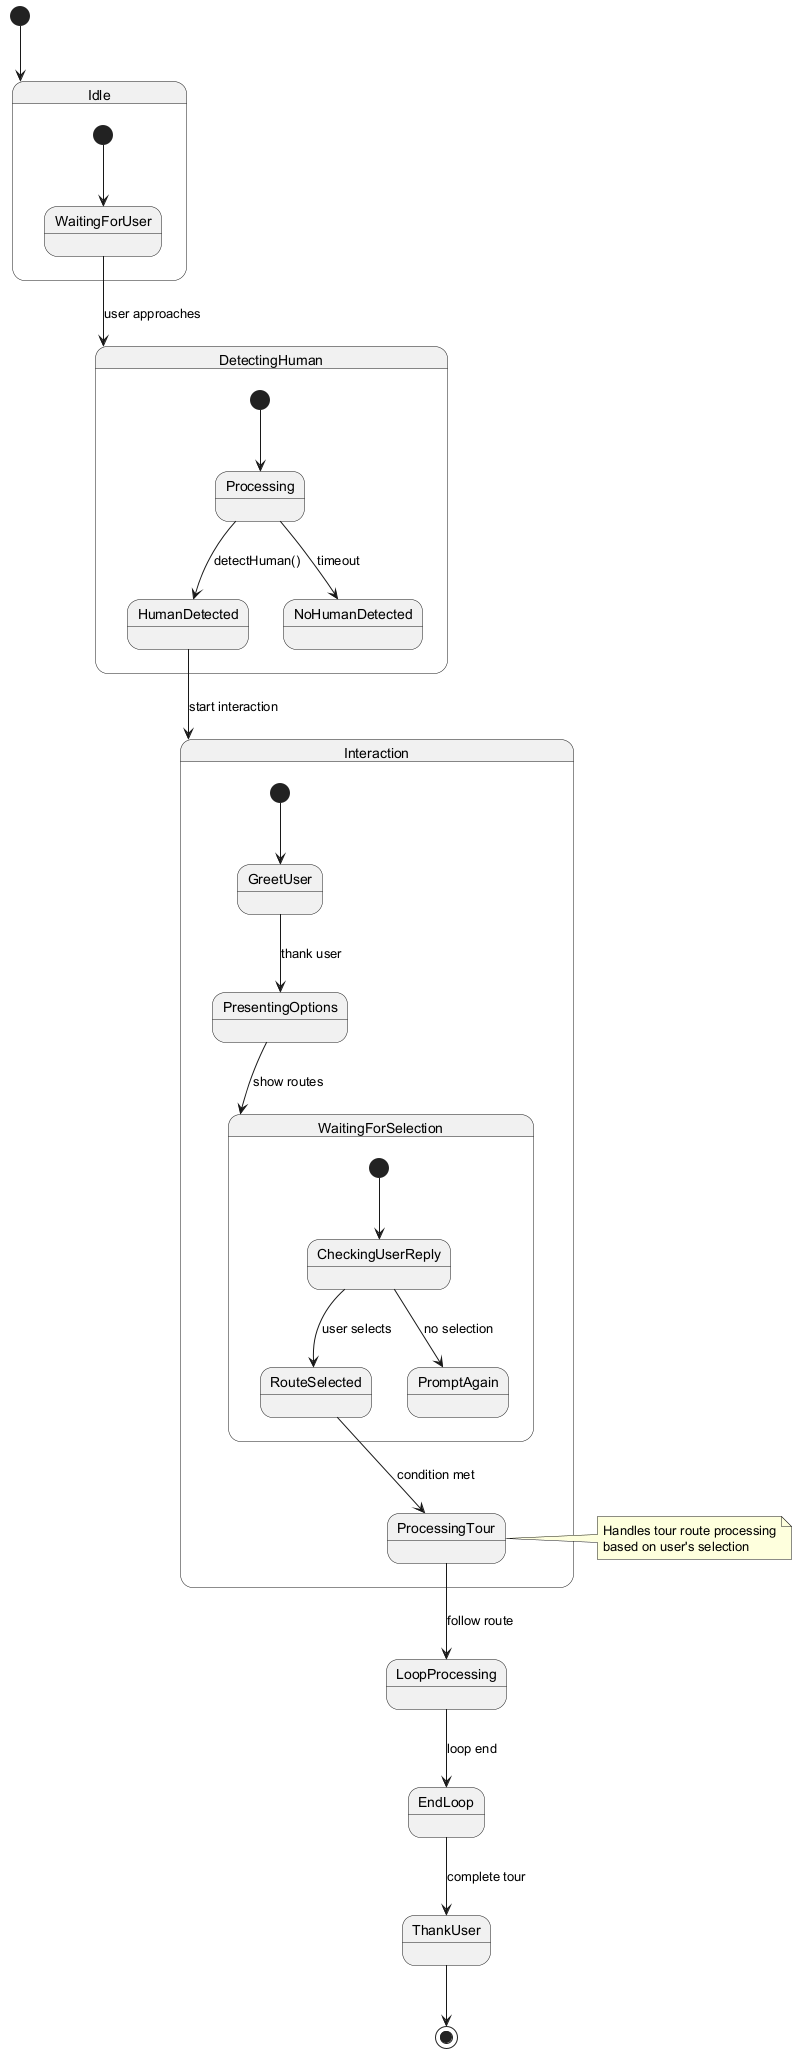 Idle
WaitingForUser
user approaches
DetectingHuman
Processing
detectHuman()
timeout
HumanDetected
NoHumanDetected
start interaction
Interaction
GreetUser
thank user
PresentingOptions
show routes
WaitingForSelection
CheckingUserReply
user selects
no selection
RouteSelected
PromptAgain
condition met
ProcessingTour
Handles tour route processing
based on user's selection
follow route
LoopProcessing
loop end
EndLoop
complete tour
ThankUser